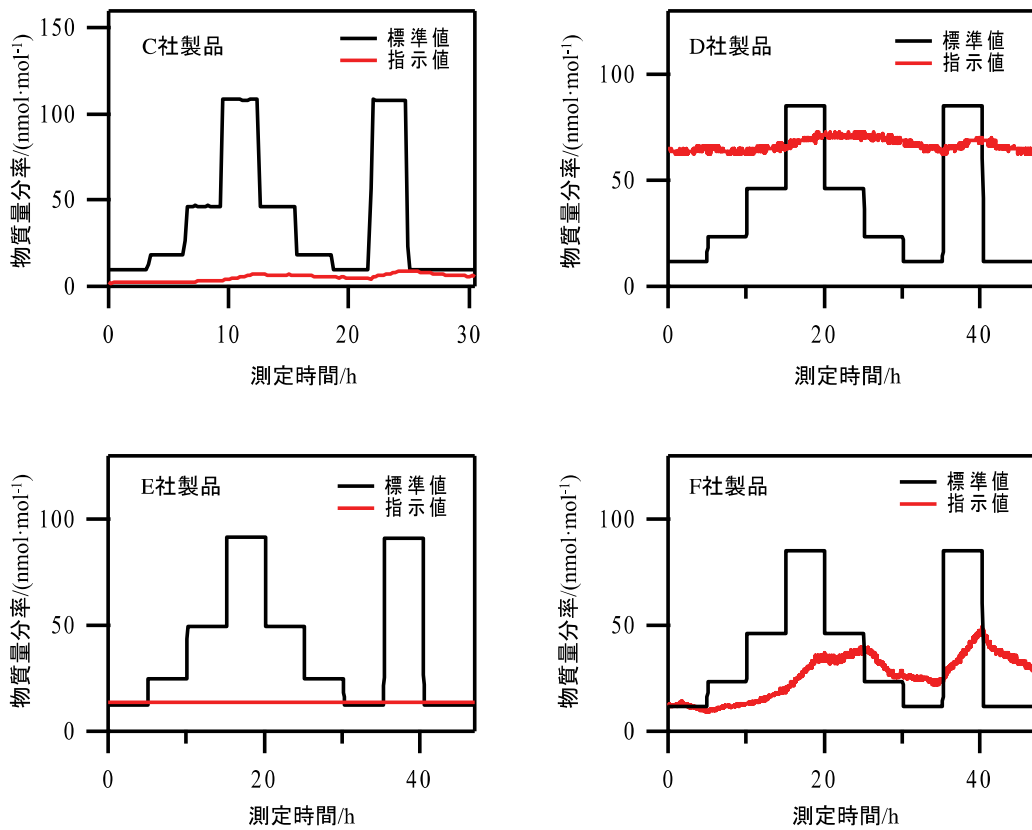 C社製品
標準値
指示値
150
100
50
0
物質量分率/(nmol·mol⁻¹)
0 10 20 30
測定時間/h
D社製品
標準値
指示値
100
50
0
物質量分率/(nmol·mol⁻¹)
0 20 40
測定時間/h
E社製品
標準値
指示値
100
50
0
物質量分率/(nmol·mol⁻¹)
0 20 40
測定時間/h
F社製品
標準値
指示値
100
50
0
物質量分率/(nmol·mol⁻¹)
0 20 40
測定時間/h